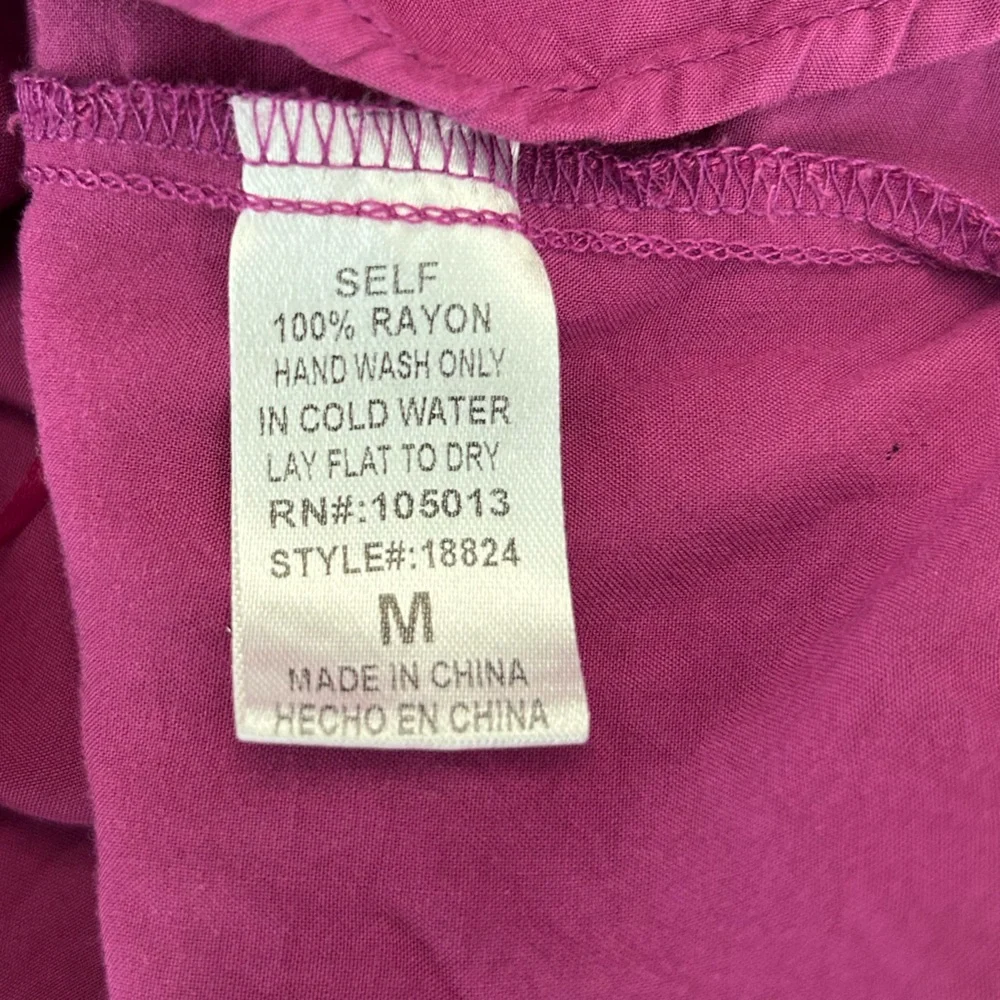 SELF
100% RAYON
HAND WASH ONLY
IN COLD WATER
LAY FLAT TO DRY
RN#:105013
STYLE#:18824
M
MADE IN CHINA
HECHO EN CHINA